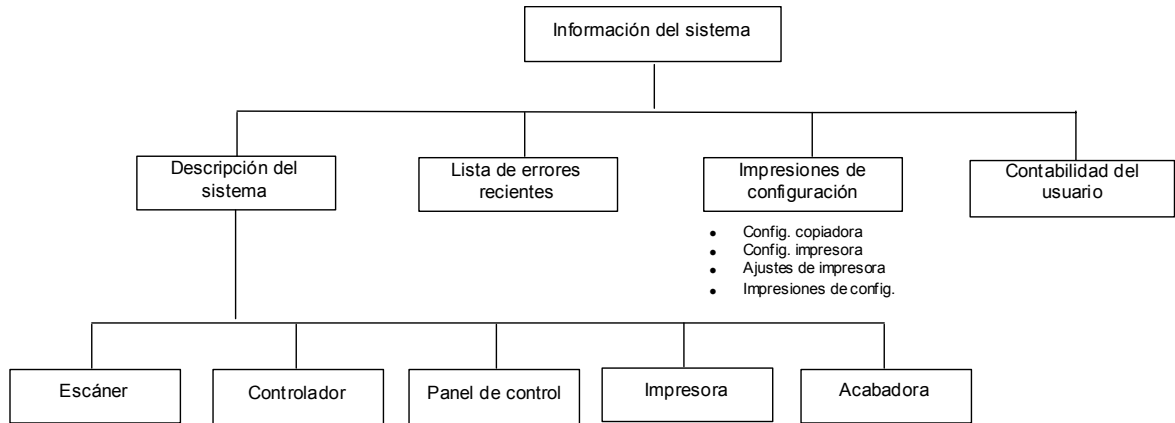 Información del sistema
Descripción del
sistema
Lista de errores
recientes
Impresiones de
configuración
Contabilidad del
usuario
• Config. copiadora
• Config. impresora
• Ajustes de impresora
• Impresiones de config.
Escáner
Controlador
Panel de control
Impresora
Acabadora